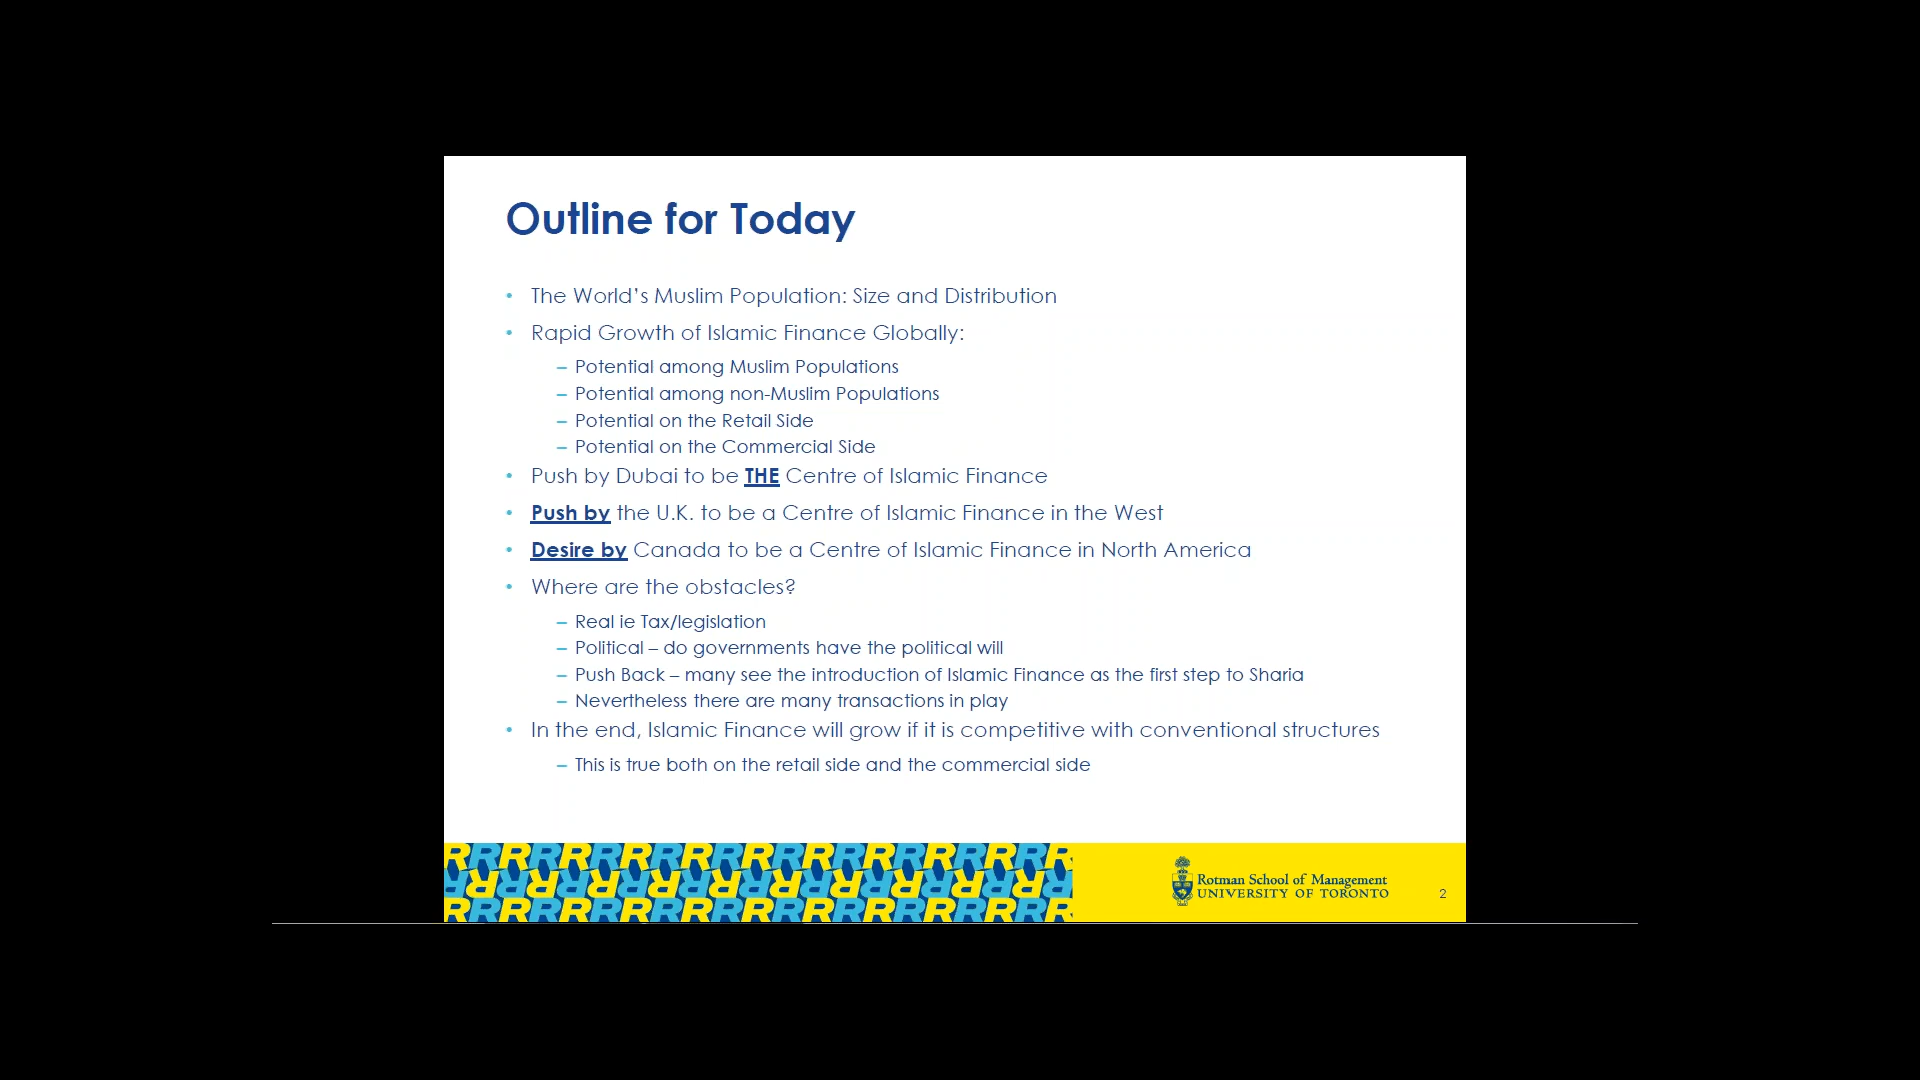 Outline for Today
• The World’s Muslim Population: Size and Distribution
• Rapid Growth of Islamic Finance Globally:
– Potential among Muslim Populations
– Potential among non-Muslim Populations
– Potential on the Retail Side
– Potential on the Commercial Side
• Push by Dubai to be THE Centre of Islamic Finance
• Push by the U.K. to be a Centre of Islamic Finance in the West
• Desire by Canada to be a Centre of Islamic Finance in North America
• Where are the obstacles?
– Real ie Tax/legislation
– Political – do governments have the political will
– Push Back – many see the introduction of Islamic Finance as the first step to Sharia
– Nevertheless there are many transactions in play
• In the end, Islamic Finance will grow if it is competitive with conventional structures
– This is true both on the retail side and the commercial side
Rotman School of Management
UNIVERSITY OF TORONTO
2